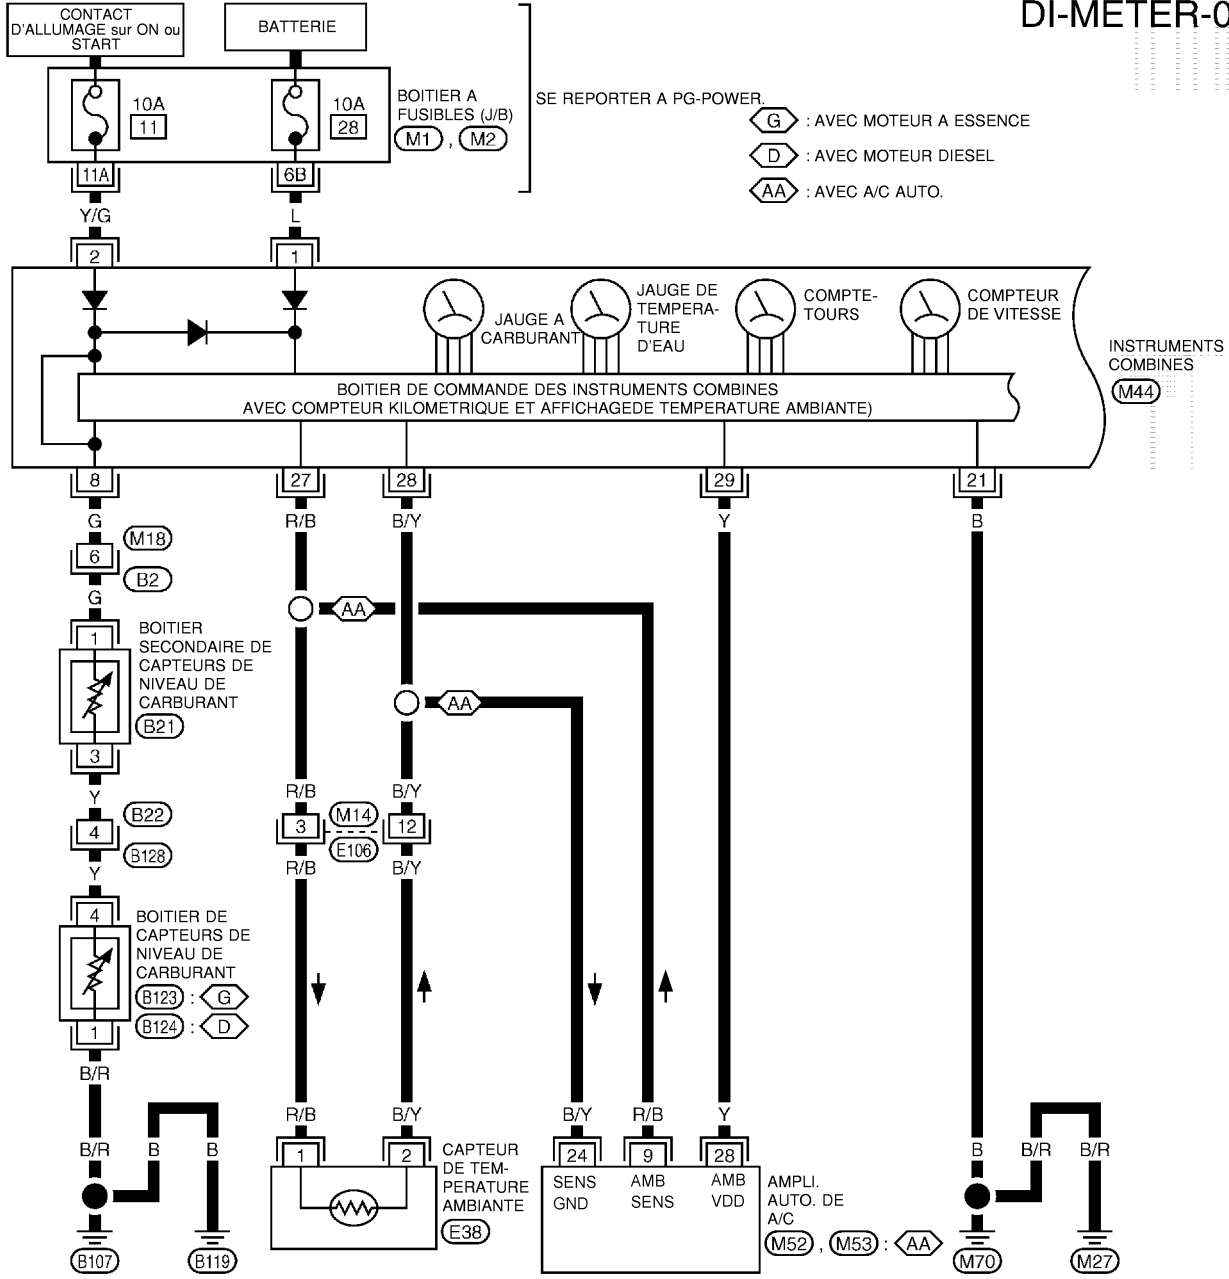 DI-METER-0
CONTACT
D'ALLUMAGE sur ON ou
START
BATTERIE
10A
11
10A
28
BOITIER A
FUSIBLES (J/B)
M1 , M2
SE REPORTER A PG-POWER.
G : AVEC MOTEUR A ESSENCE
D : AVEC MOTEUR DIESEL
AA : AVEC A/C AUTO.
11A
6B
Y/G
L
2
1
JAUGE A
CARBURANT
JAUGE DE
TEMPERA-
TURE
D'EAU
COMPTE-
TOURS
COMPTEUR
DE VITESSE
INSTRUMENTS
COMBINES
M44
BOITIER DE COMMANDE DES INSTRUMENTS COMBINES
AVEC COMPTEUR KILOMETRIQUE ET AFFICHAGEDE TEMPERATURE AMBIANTE)
8
27
28
29
21
G
R/B
B/Y
Y
B
M18
6
B2
G
AA
1
BOITIER
SECONDAIRE DE
CAPTEURS DE
NIVEAU DE
CARBURANT
B21
AA
3
Y
R/B
B/Y
B22
4
B128
M14
3
12
E106
Y
R/B
B/Y
4
BOITIER DE
CAPTEURS DE
NIVEAU DE
CARBURANT
B123 : G
B124 : D
1
B/R
R/B
B/Y
B/Y
R/B
Y
B/R
B
B
B
B/R
B/R
1
2
CAPTEUR
DE TEM-
PERATURE
AMBIANTE
E38
24
9
28
SENS
GND
AMB
SENS
AMB
VDD
AMPLI.
AUTO. DE
A/C
M52 , M53 : AA
B107
B119
M70
M27